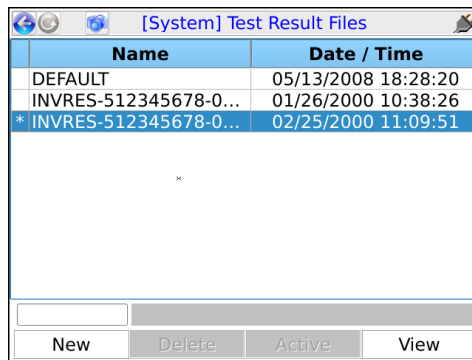 [System] Test Result Files
Name Date / Time
DEFAULT 05/13/2008 18:28:20
INVRES-512345678-0... 01/26/2000 10:38:26
* INVRES-512345678-0... 02/25/2000 11:09:51
New Delete Active View